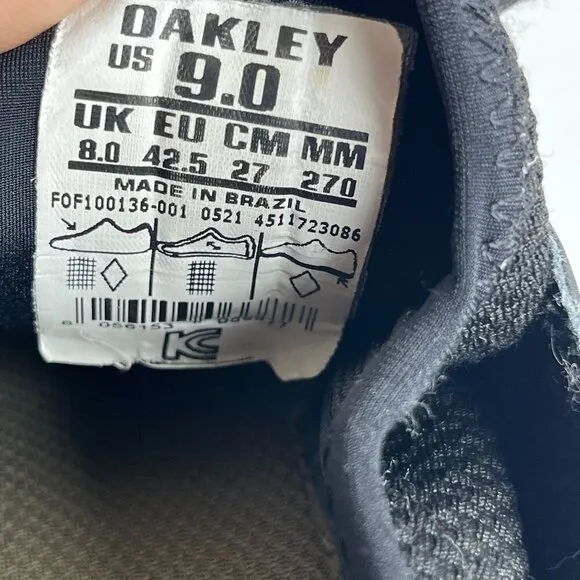 OAKLEY
US 9.0
UK EU CM MM
8.0 42.5 27 270
MADE IN BRAZIL
FOF100136-001 0521 4511723086
KC